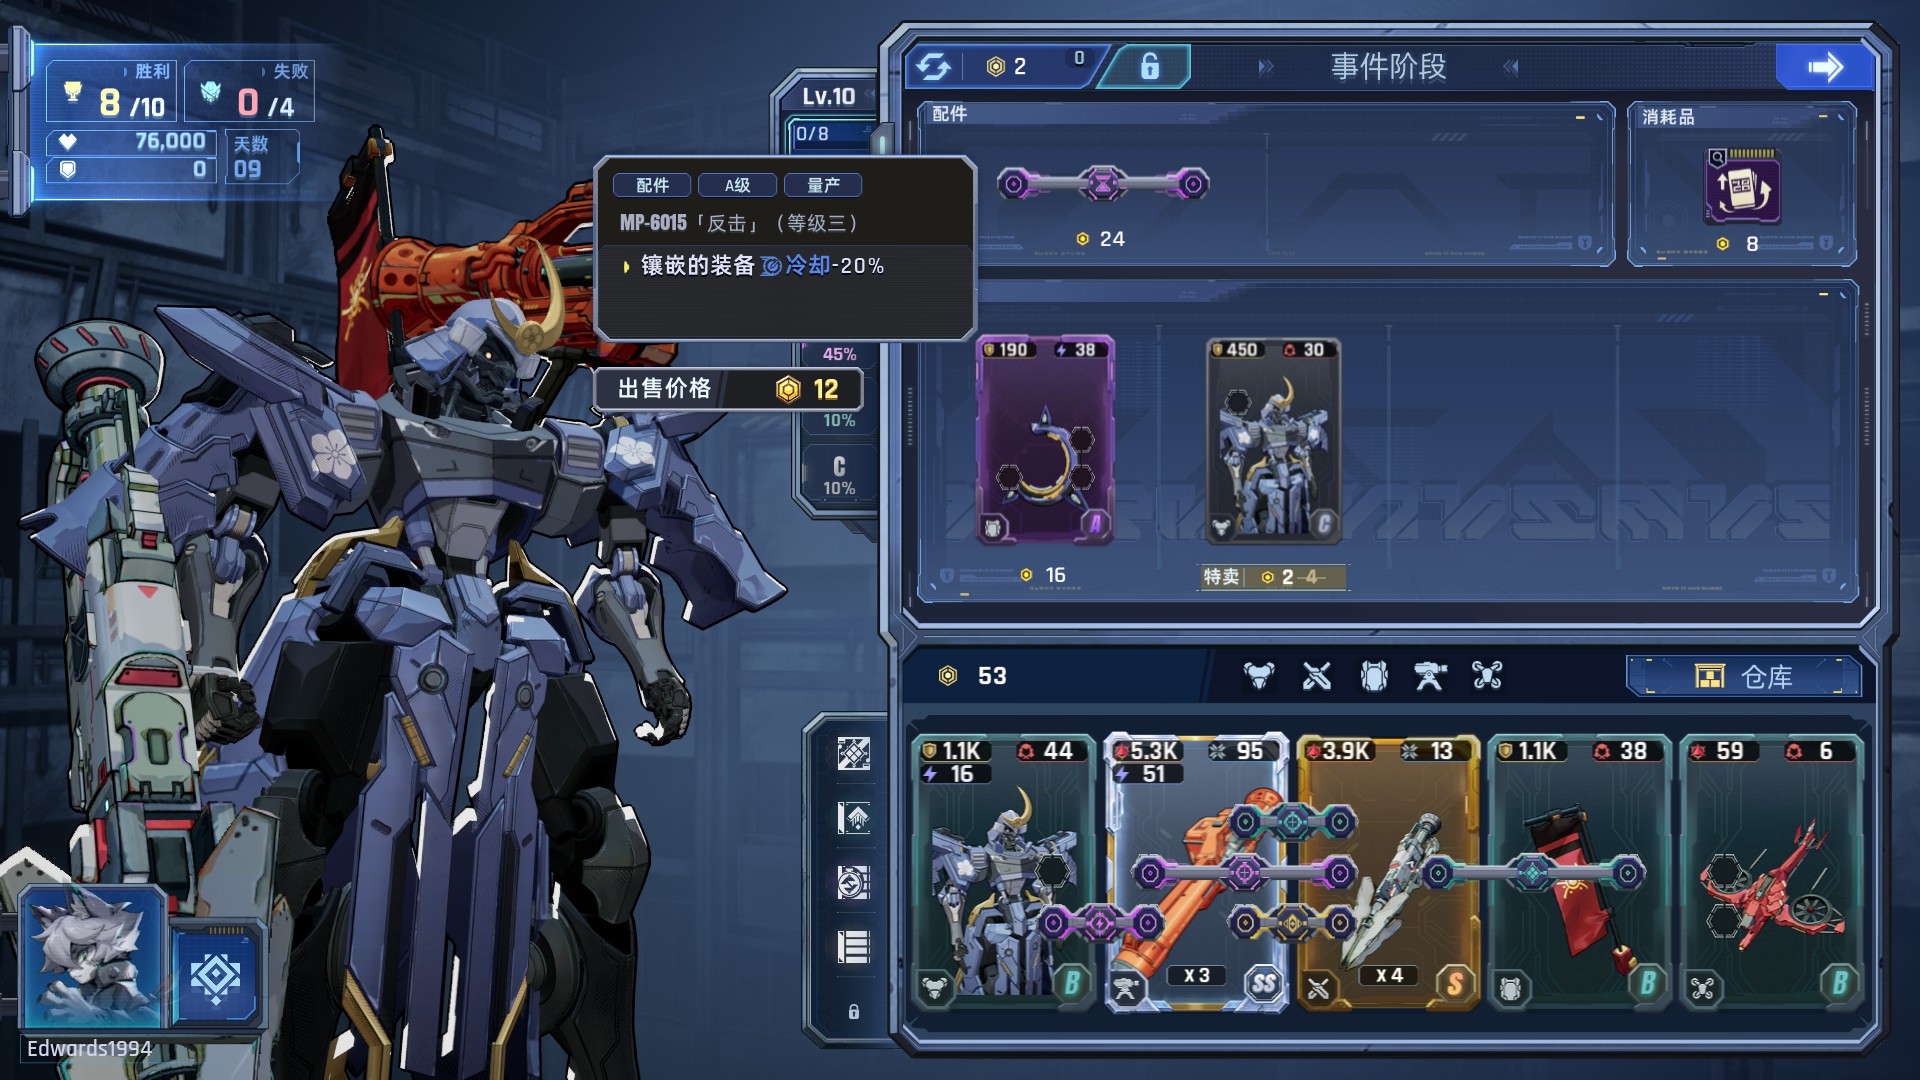 胜利
8 /10
失败
0 /4
76,000
0
天数
09
Lv.10
0/8
配件
A级
量产
MP-6015「反击」（等级三）
镶嵌的装备冷却-20%
45%
出售价格
12
10%
C
10%
2
0
事件阶段
配件
24
消耗品
8
190
38
A
16
450
30
C
特卖
2 4
53
仓库
1.1K
44
16
B
5.3K
95
51
x3
SS
3.9K
13
x4
S
1.1K
38
B
59
6
B
Edwards1994